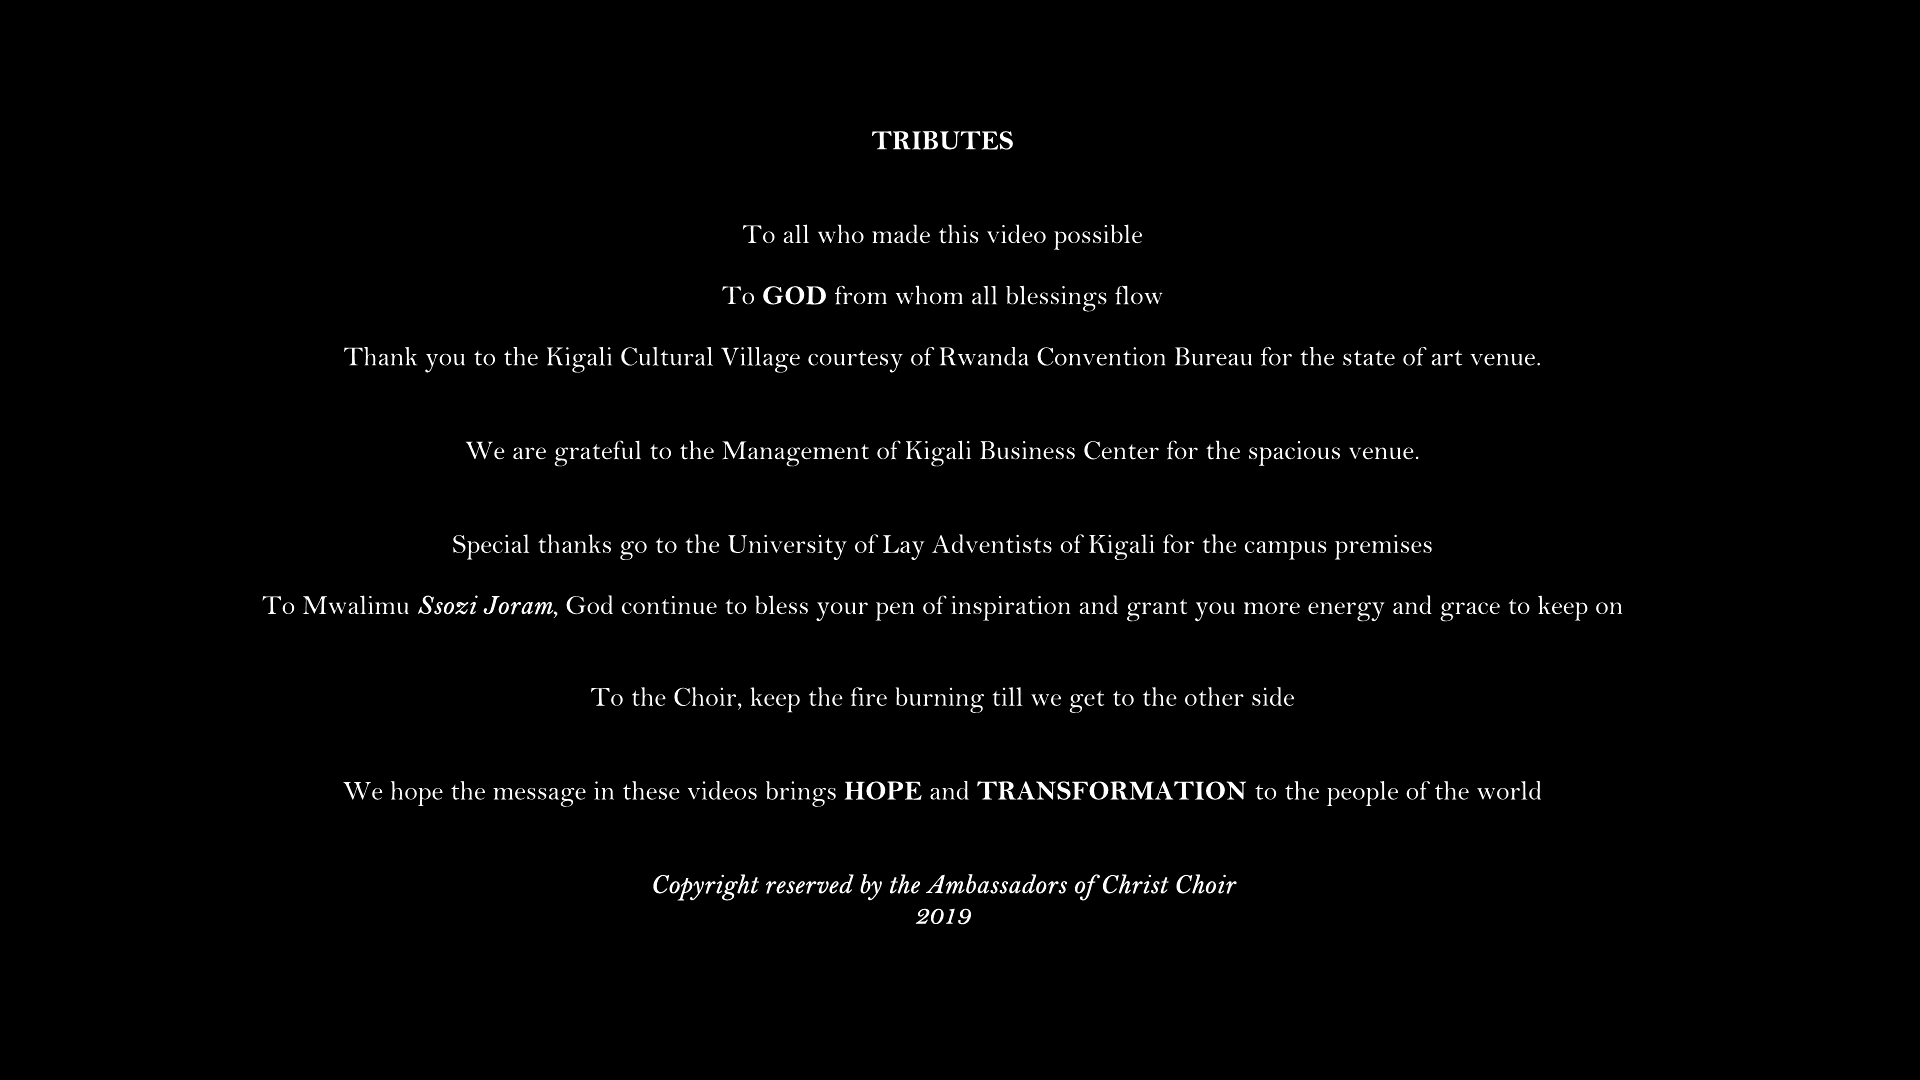 TRIBUTES
To all who made this video possible
To GOD from whom all blessings flow
Thank you to the Kigali Cultural Village courtesy of Rwanda Convention Bureau for the state of art venue.
We are grateful to the Management of Kigali Business Center for the spacious venue.
Special thanks go to the University of Lay Adventists of Kigali for the campus premises
To Mwalimu Ssozi Joram, God continue to bless your pen of inspiration and grant you more energy and grace to keep on
To the Choir, keep the fire burning till we get to the other side
We hope the message in these videos brings HOPE and TRANSFORMATION to the people of the world
Copyright reserved by the Ambassadors of Christ Choir
2019